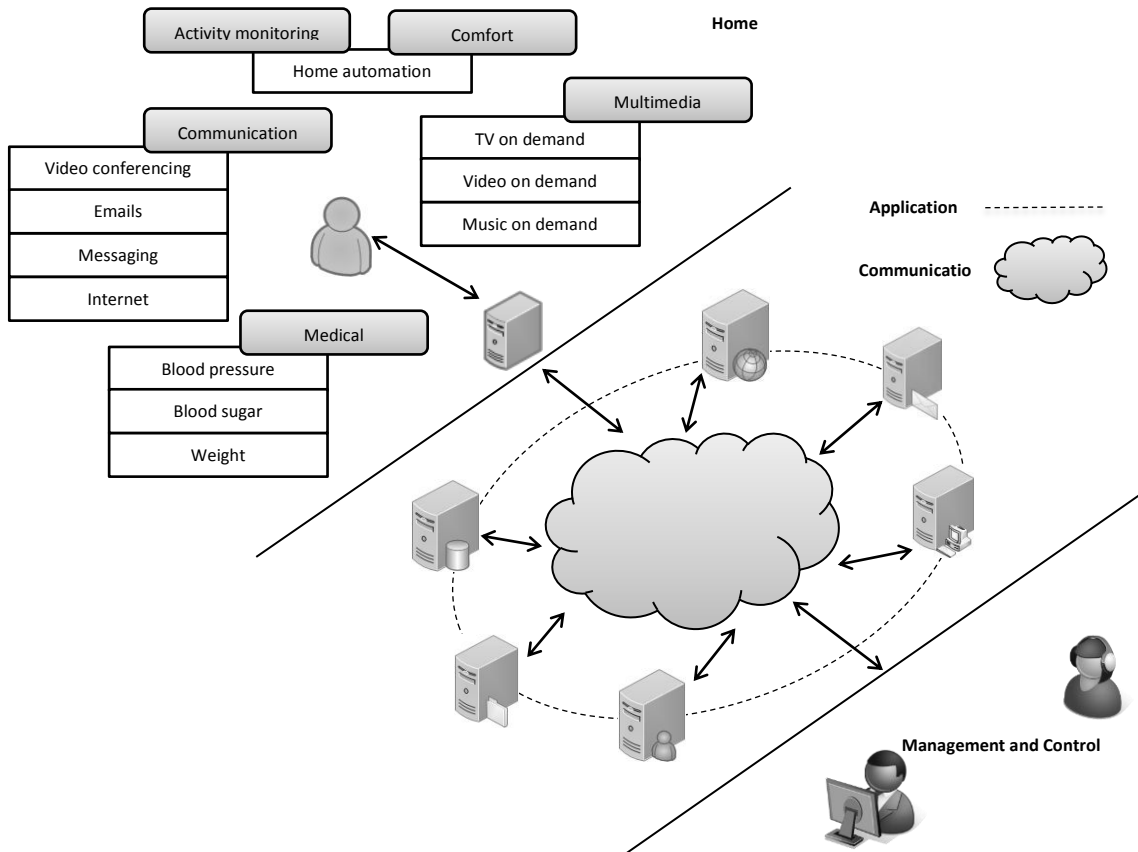 Activity monitoring
Comfort
Home
Home automation
Multimedia
TV on demand
Video on demand
Music on demand
Communication
Video conferencing
Emails
Messaging
Internet
Application
Communicatio
Medical
Blood pressure
Blood sugar
Weight
Management and Control